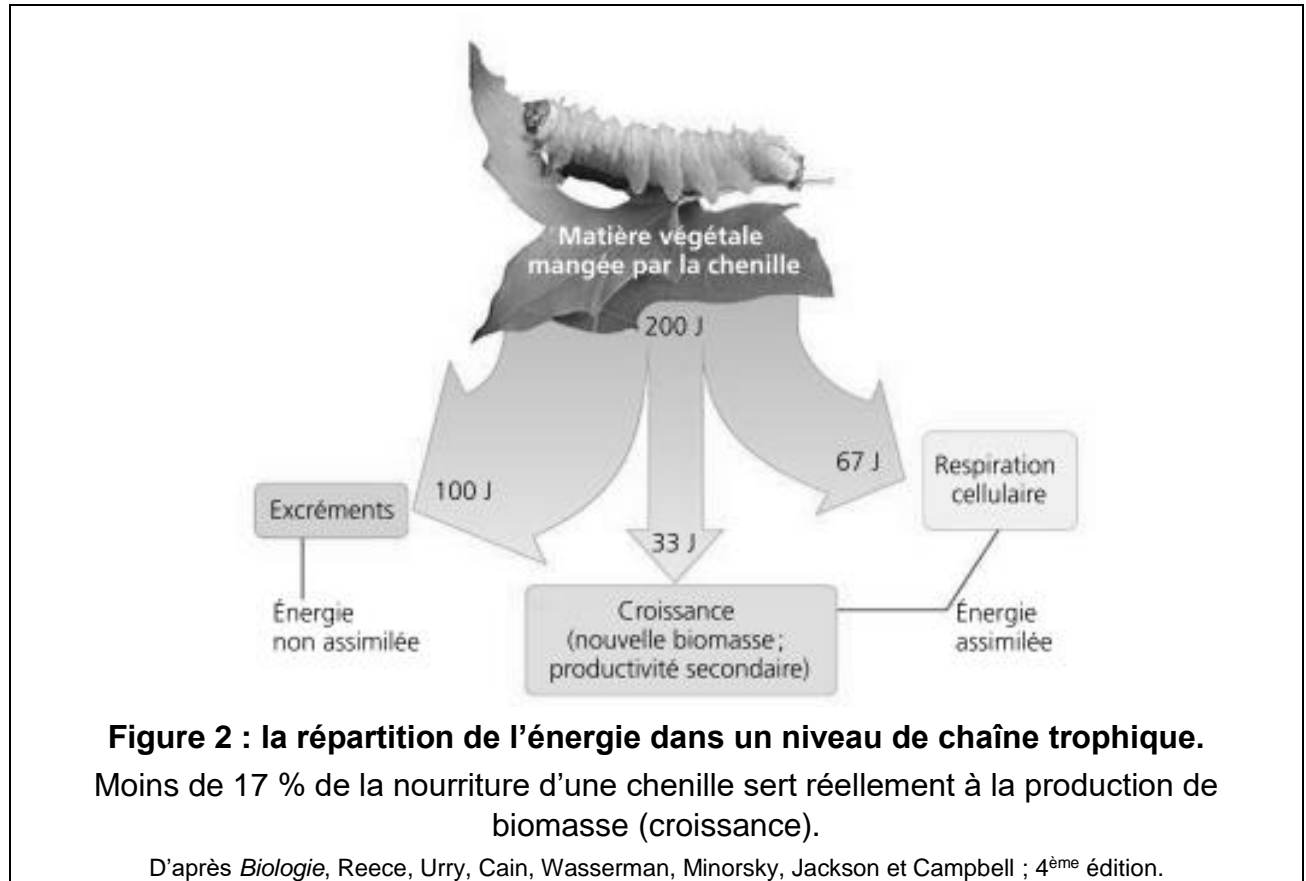 Matière végétale
mangée par la chenille
200 J
67 J
Respiration
cellulaire
100 J
Excréments
33 J
Énergie
non assimilée
Croissance
(nouvelle biomasse ;
productivité secondaire)
Énergie
assimilée
Figure 2 : la répartition de l’énergie dans un niveau de chaîne trophique.
Moins de 17 % de la nourriture d’une chenille sert réellement à la production de
biomasse (croissance).
D’après Biologie, Reece, Urry, Cain, Wasserman, Minorsky, Jackson et Campbell ; 4ème édition.